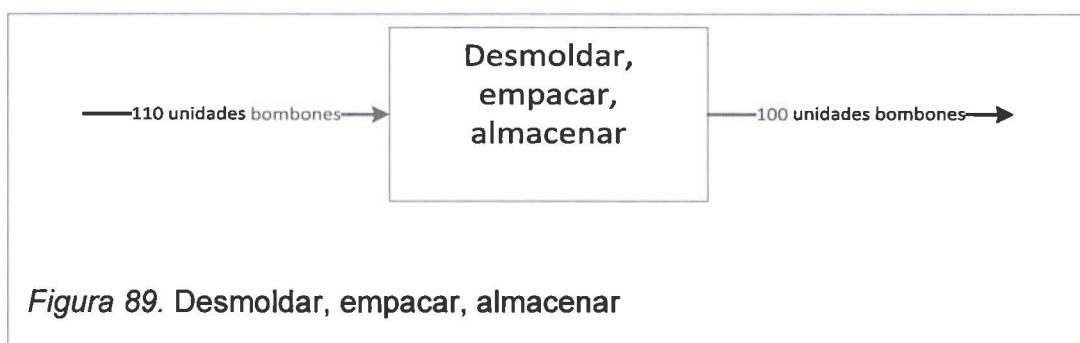 Desmoldar,
empacar,
almacenar
110 unidades bombones
100 unidades bombones
Figura 89. Desmoldar, empacar, almacenar